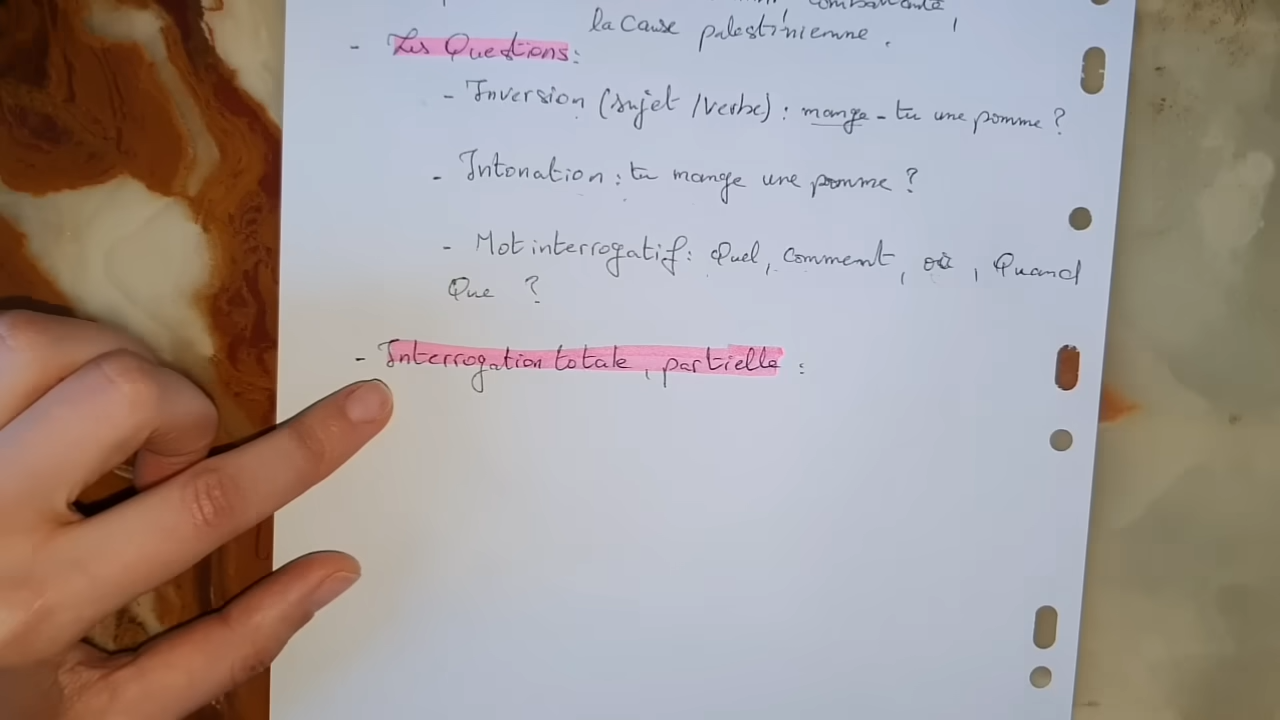 la cause palestinienne.
- Les Questions:
- Inversion (sujet / verbe) : mange-tu une pomme ?
- Intonation : tu mange une pomme ?
- Mot interrogatif : Quel, comment, où, Quand
Que ?
- Interrogation totale, partielle :